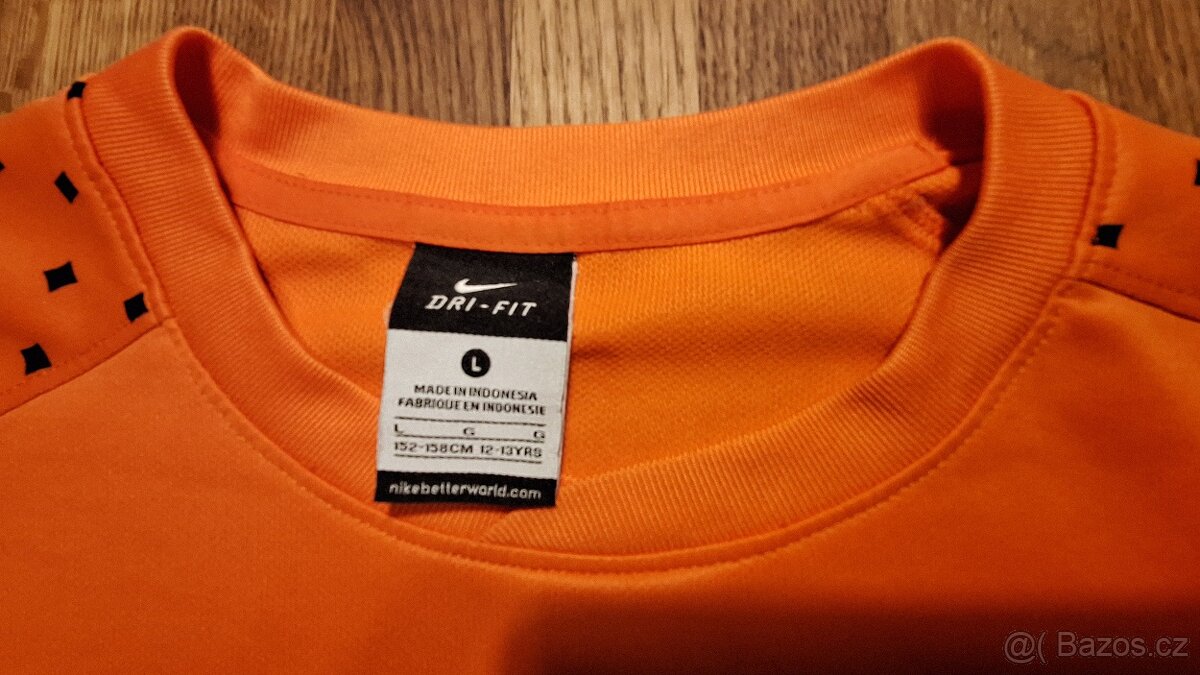 DRI-FIT
L
MADE IN INDONESIA
FABRIQUE EN INDONESIE
L G G
152-158CM 12-13YRS
nikebetterworld.com
@( Bazos.cz